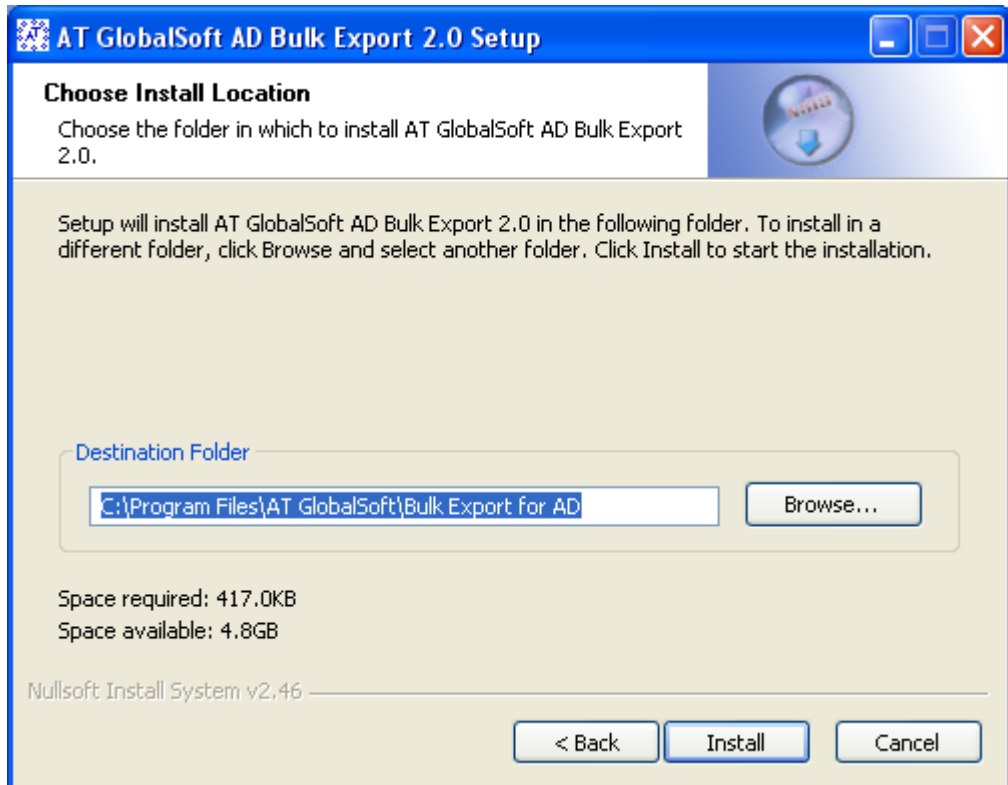 AT GlobalSoft AD Bulk Export 2.0 Setup
Choose Install Location
Choose the folder in which to install AT GlobalSoft AD Bulk Export
2.0.
Setup will install AT GlobalSoft AD Bulk Export 2.0 in the following folder. To install in a
different folder, click Browse and select another folder. Click Install to start the installation.
Destination Folder
C:\Program Files\AT GlobalSoft\Bulk Export for AD
Browse...
Space required: 417.0KB
Space available: 4.8GB
Nullsoft Install System v2.46
< Back
Install
Cancel